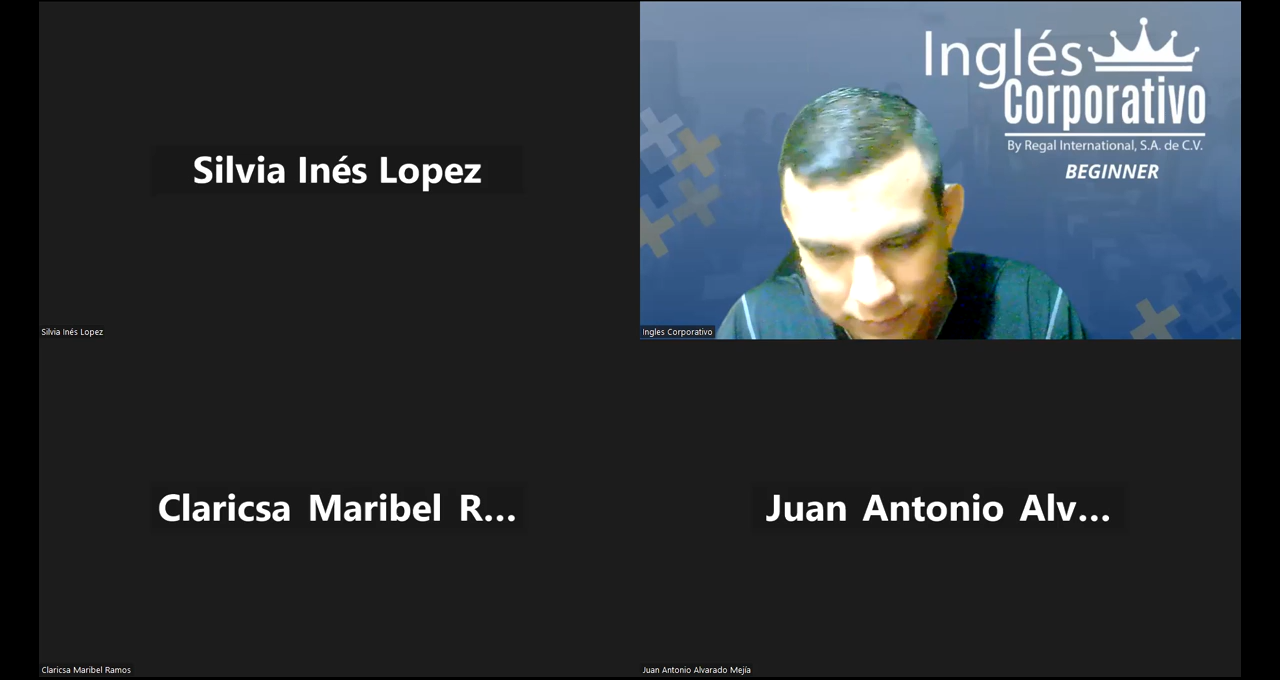 Silvia Inés Lopez
Silvia Inés Lopez
Inglés
Corporativo
By Regal International, S.A. de C.V.
BEGINNER
Ingles Corporativo
Claricsa Maribel R...
Claricsa Maribel Ramos
Juan Antonio Alv...
Juan Antonio Alvarado Mejía